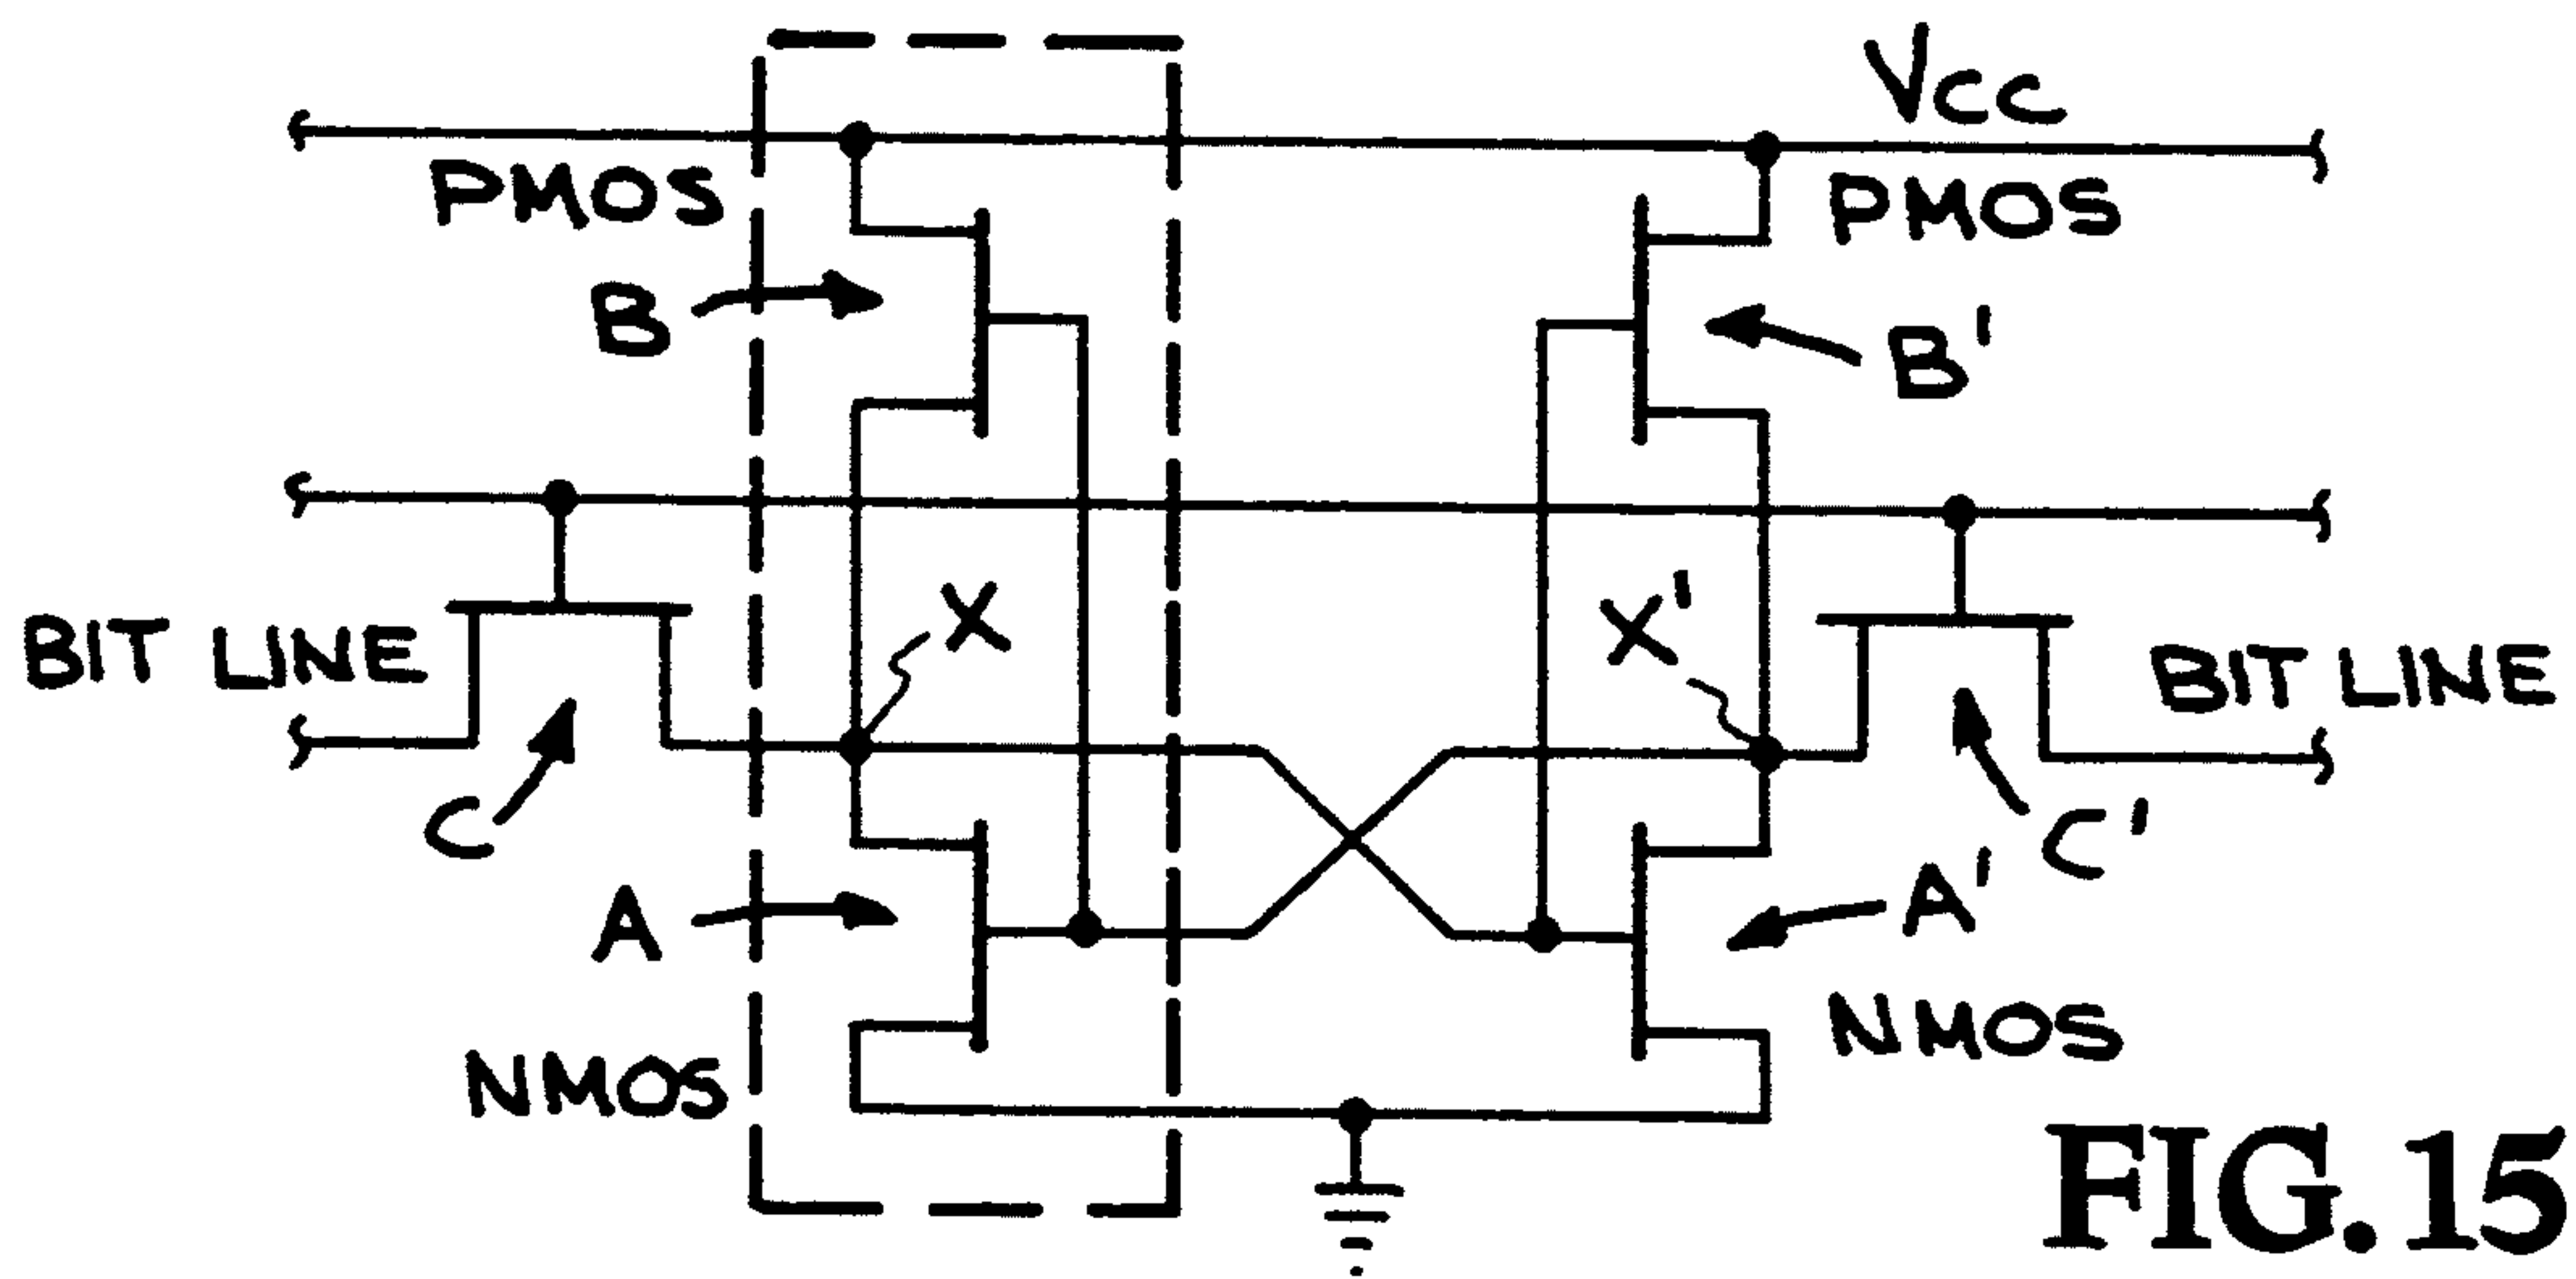 VCC
PMOS
PMOS
B
B'
X
X'
BIT LINE
BIT LINE
C
C'
A
A'
NMOS
NMOS
FIG. 15